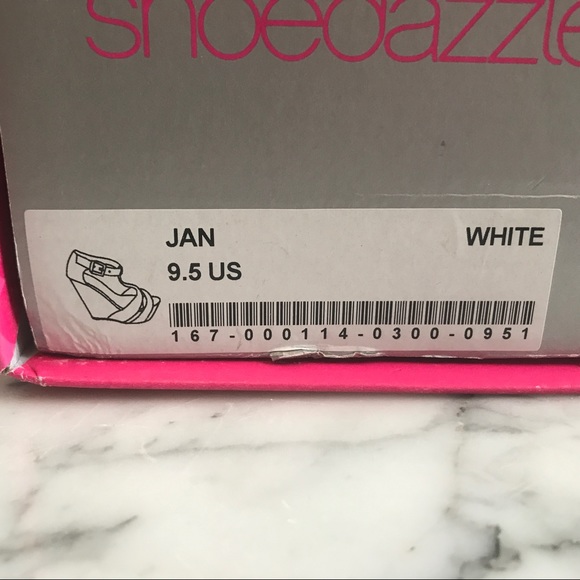 shoedazzle
JAN WHITE
9.5 US
167-000114-0300-0951